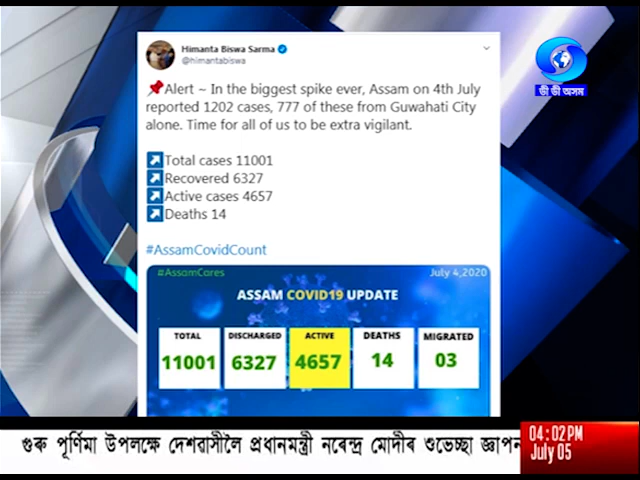 Himanta Biswa Sarma
@himantabiswa
Alert ~ In the biggest spike ever, Assam on 4th July
reported 1202 cases, 777 of these from Guwahati City
alone. Time for all of us to be extra vigilant.
Total cases 11001
Recovered 6327
Active cases 4657
Deaths 14
#AssamCovidCount
#AssamCares
July 4,2020
ASSAM COVID19 UPDATE
TOTAL DISCHARGED ACTIVE DEATHS MIGRATED
11001 6327 4657 14 03
ডী ডী অসম
গুৰু পূৰ্ণিমা উপলক্ষে দেশবাসীলৈ প্ৰধানমন্ত্ৰী নৰেন্দ্ৰ মোদীৰ শুভেচ্ছা জ্ঞাপন
04:02PM
July 05